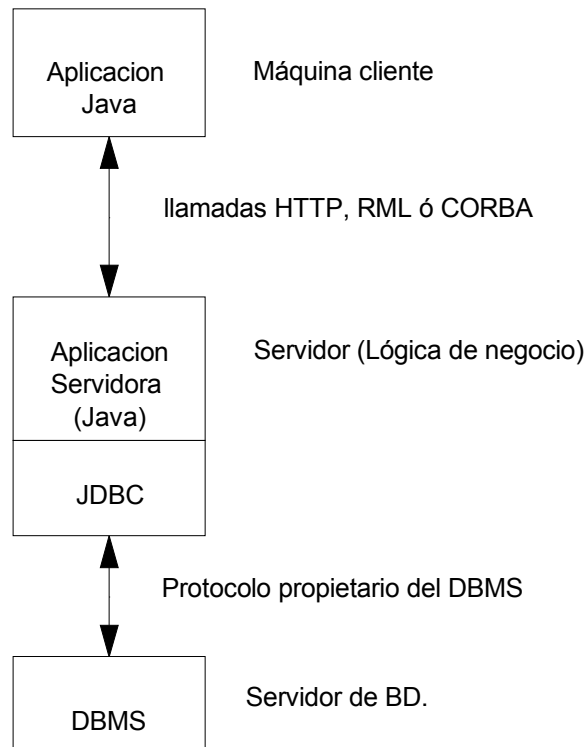 Aplicacion
Java
Máquina cliente
llamadas HTTP, RML ó CORBA
Aplicacion
Servidora
(Java)
Servidor (Lógica de negocio)
JDBC
Protocolo propietario del DBMS
DBMS
Servidor de BD.